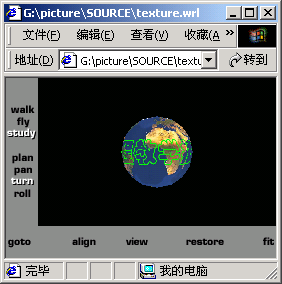 G:\picture\SOURCE\texture.wrl
文件(F) 编辑(E) 查看(V) 收藏(A »
地址(D) G:\picture\SOURCE\textu 转到
walk
fly
study
plan
pan
turn
roll
goto align view restore fit
完毕 我的电脑